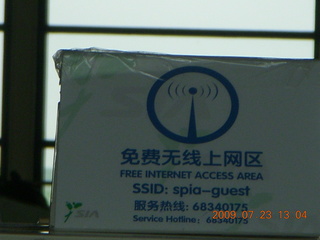 免费无线上网区
FREE INTERNET ACCESS AREA
SSID: spia-guest
服务热线: 68340175
Service Hotline: 68340175
SIA
2009 07 23 13 04